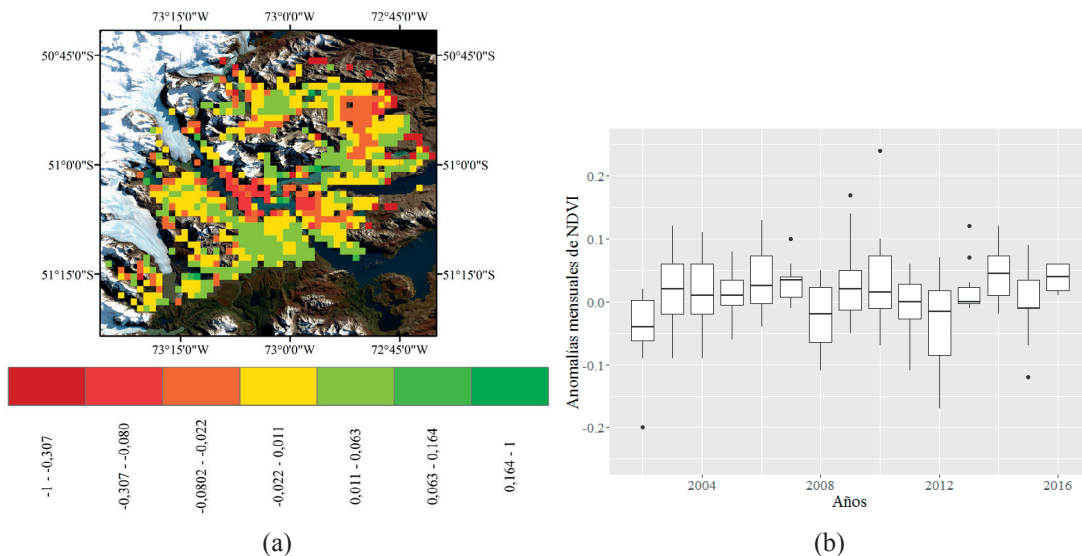 73°15'0"W 73°0'0"W 72°45'0"W
50°45'0"S 50°45'0"S
51°0'0"S 51°0'0"S
51°15'0"S 51°15'0"S
73°15'0"W 73°0'0"W 72°45'0"W
-1 - -0,307
-0,307 - -0,080
-0,0802 - -0,022
-0,022 - 0,011
0,011 - 0,063
0,063 - 0,164
0,164 - 1
(a)
Anomalías mensuales de NDVI
0.2
0.1
0.0
-0.1
-0.2
2004 2008 2012 2016
Años
(b)